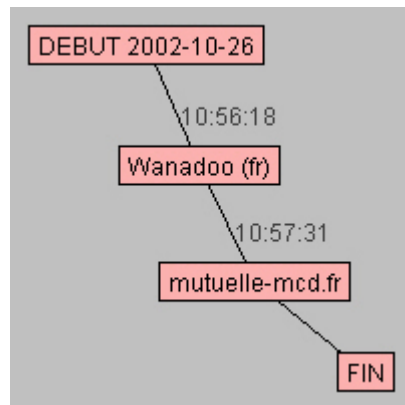 DEBUT 2002-10-26
10:56:18
Wanadoo (fr)
10:57:31
mutuelle-mcd.fr
FIN